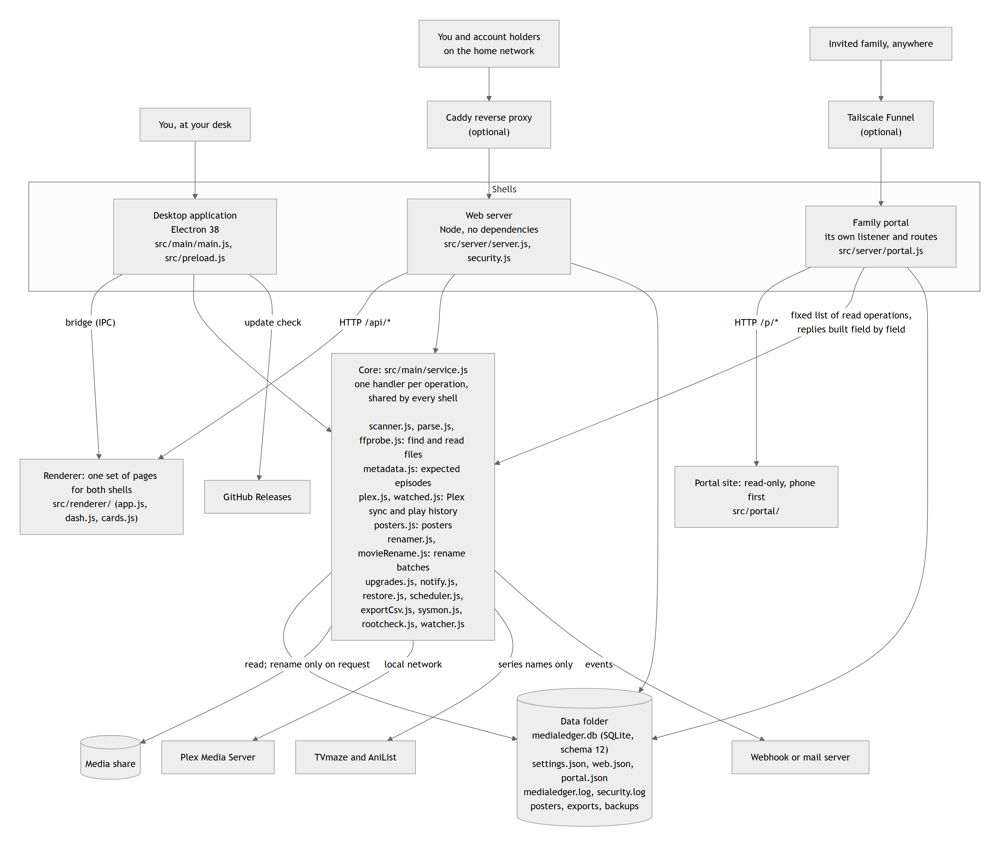 You and account holders
on the home network
Invited family, anywhere
You, at your desk
Caddy reverse proxy
(optional)
Tailscale Funnel
(optional)
Shells
Desktop application
Electron 38
src/main/main.js,
src/preload.js
Web server
Node, no dependencies
src/server/server.js,
security.js
Family portal
its own listener and routes
src/server/portal.js
bridge (IPC)
update check
HTTP /api/*
HTTP /p/*
fixed list of read operations,
replies built field by field
Core: src/main/service.js
one handler per operation,
shared by every shell
scanner.js, parse.js,
ffprobe.js: find and read
files
metadata.js: expected
episodes
plex.js, watched.js: Plex
sync and play history
posters.js: posters
renamer.js,
movieRename.js: rename
batches
upgrades.js, notify.js,
restore.js, scheduler.js,
exportCsv.js, sysmon.js,
rootcheck.js, watcher.js
Renderer: one set of pages
for both shells
src/renderer/ (app.js,
dash.js, cards.js)
GitHub Releases
Portal site: read-only, phone
first
src/portal/
read; rename only on request
local network
series names only
events
Media share
Plex Media Server
TVmaze and AniList
Data folder
medialedger.db (SQLite,
schema 12)
settings.json, web.json,
portal.json
medialedger.log, security.log
posters, exports, backups
Webhook or mail server